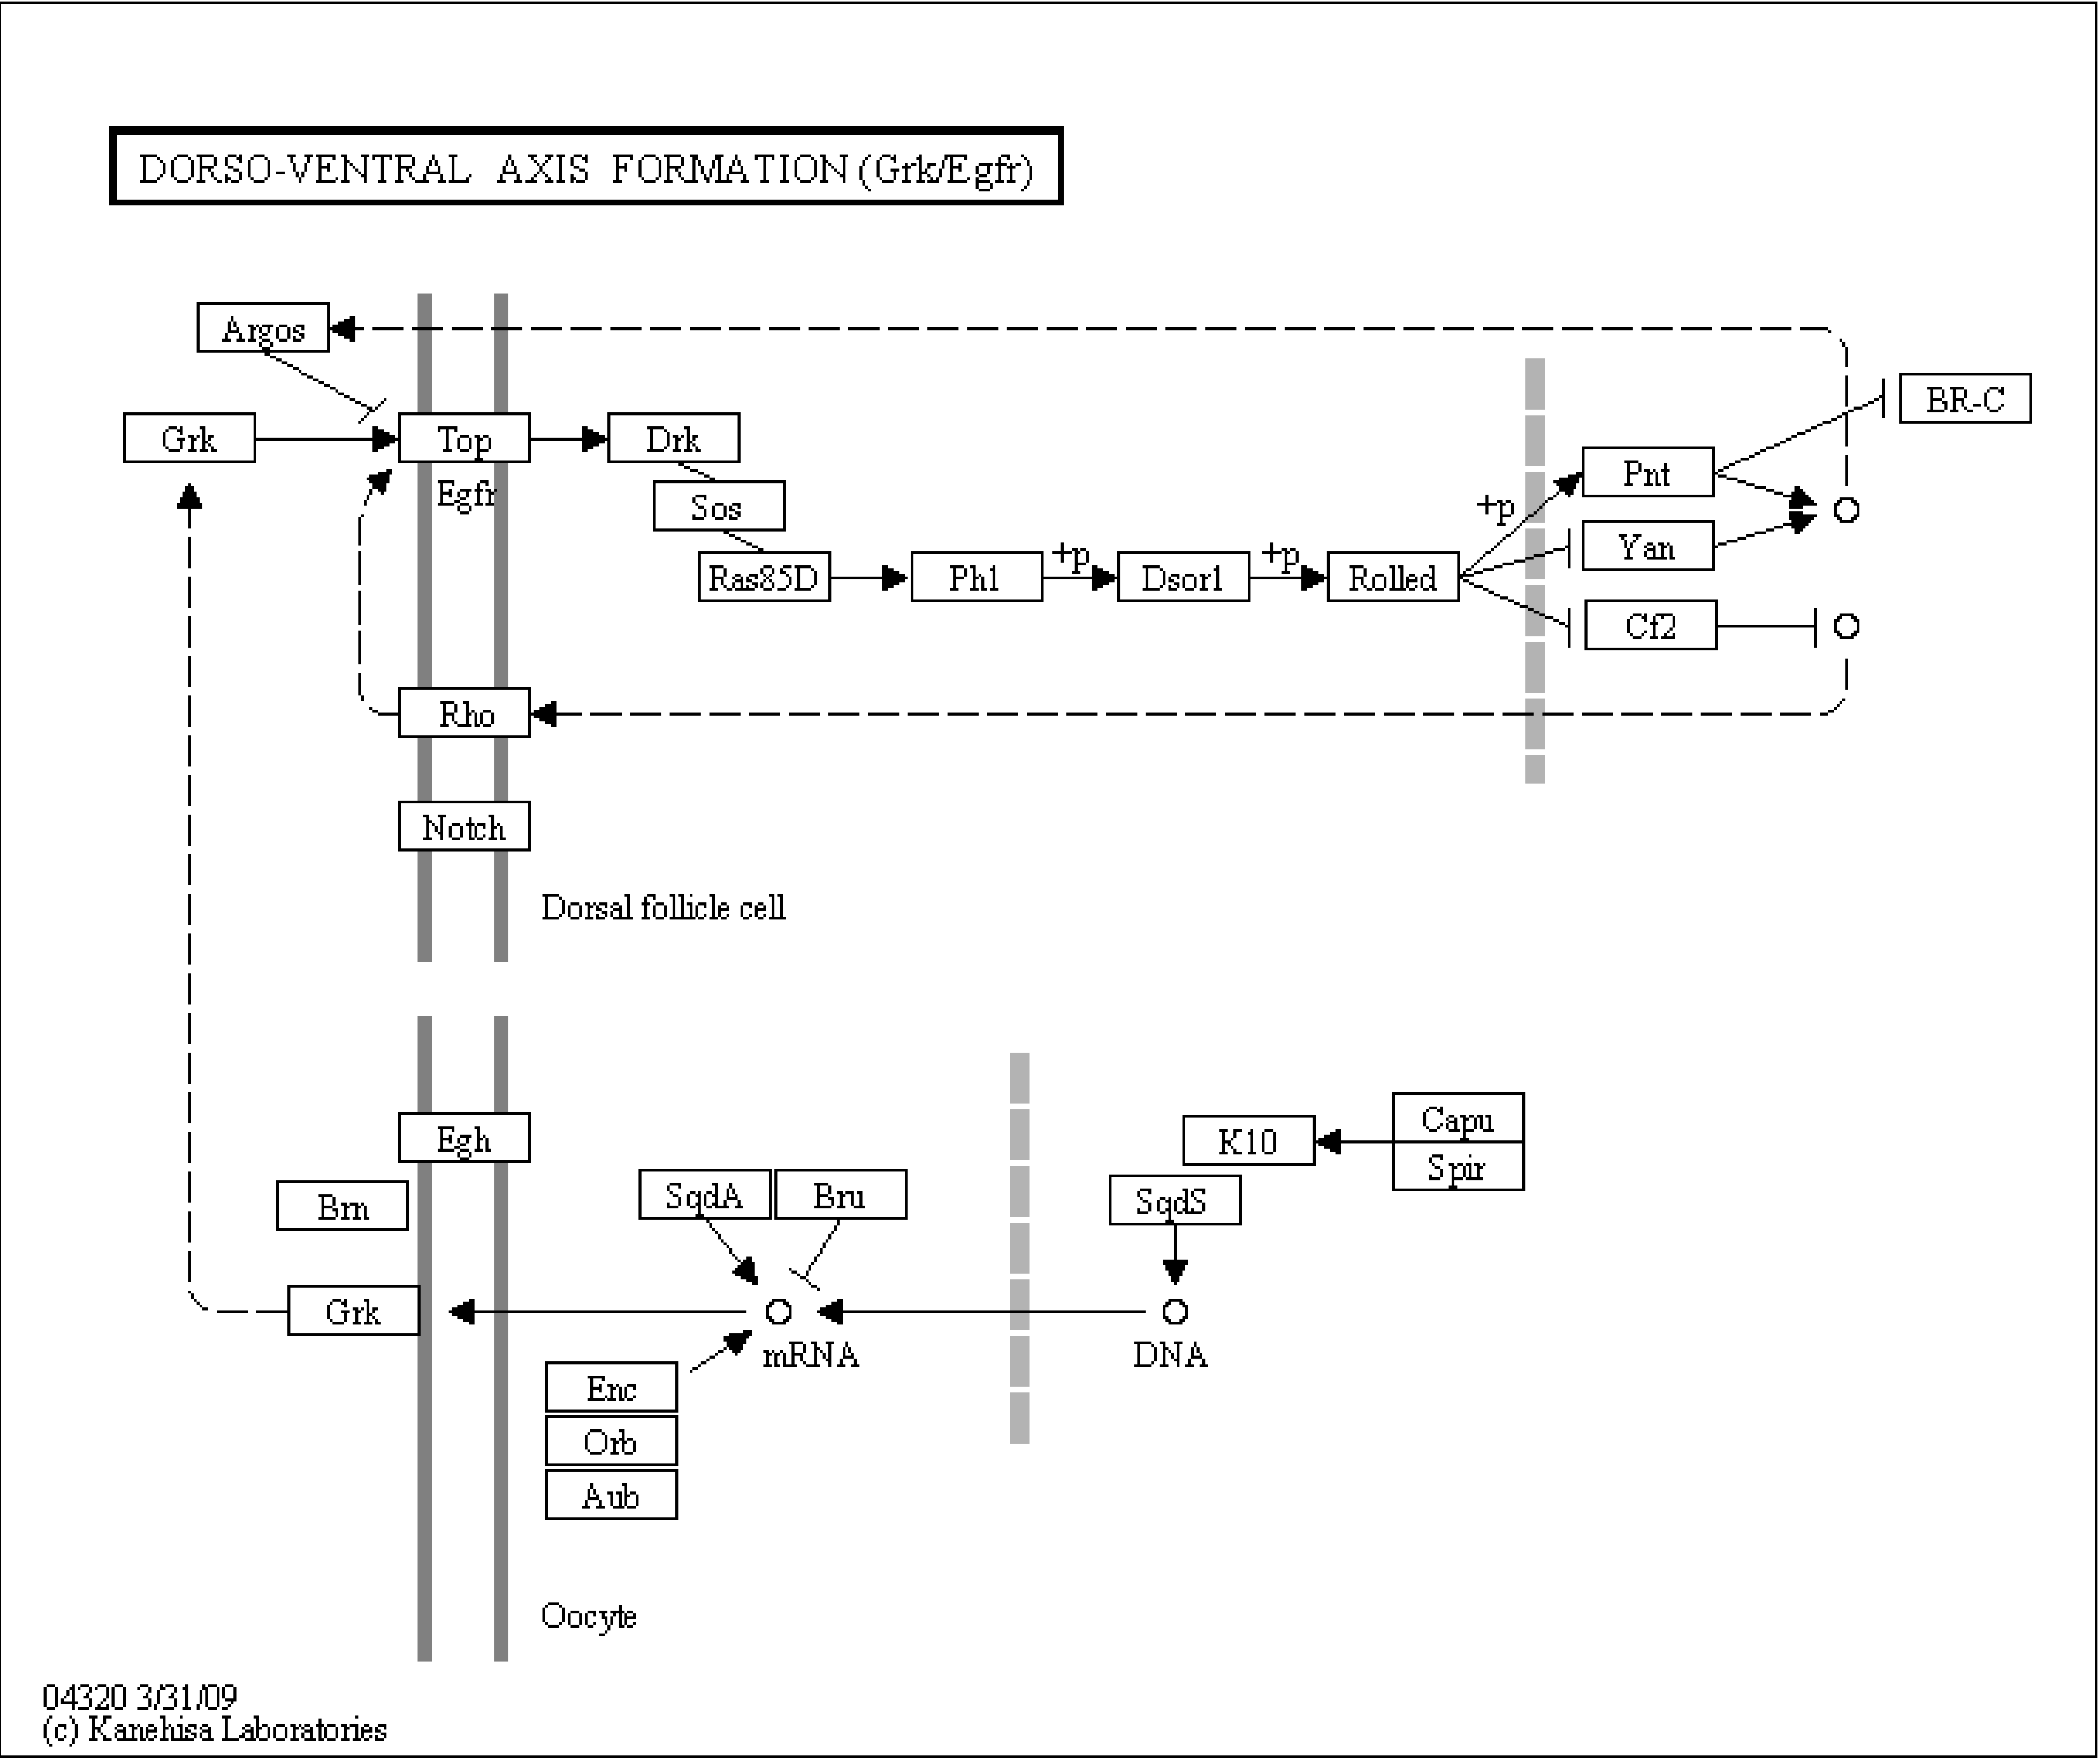 DORSO-VENTRAL AXIS FORMATION (Grk/Egfr)
Argos
BR-C
Grk
Top
Drk
Egfr
Pnt
Sos
+p
Yan
Ras85D
Ph1
+p
Dsor1
+p
Rolled
Cf2
Rho
Notch
Dorsal follicle cell
Egh
K10
Capu
Spir
Brn
SqdA
Bru
SqdS
Grk
mRNA
DNA
Enc
Orb
Aub
Oocyte
04320 3/31/09
(c) Kanehisa Laboratories